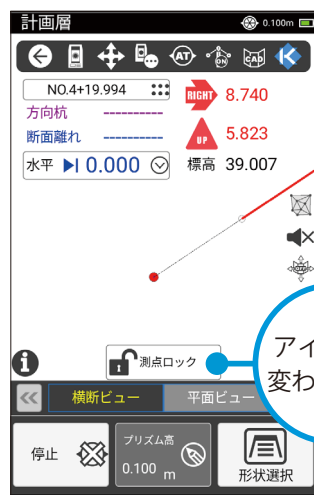 計画層
0.100m
AT
ON
CAD
NO.4+19.994
RIGHT 8.740
方向杭 ----------
断面離れ ----------
UP 5.823
水平 0.000
標高 39.007
測点ロック
アイ
変わ
横断ビュー
平面ビュー
停止
プリズム高
0.100 m
形状選択